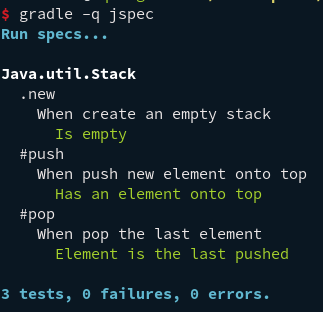 $ gradle -q jspec
Run specs...
Java.util.Stack
.new
When create an empty stack
Is empty
#push
When push new element onto top
Has an element onto top
#pop
When pop the last element
Element is the last pushed
3 tests, 0 failures, 0 errors.